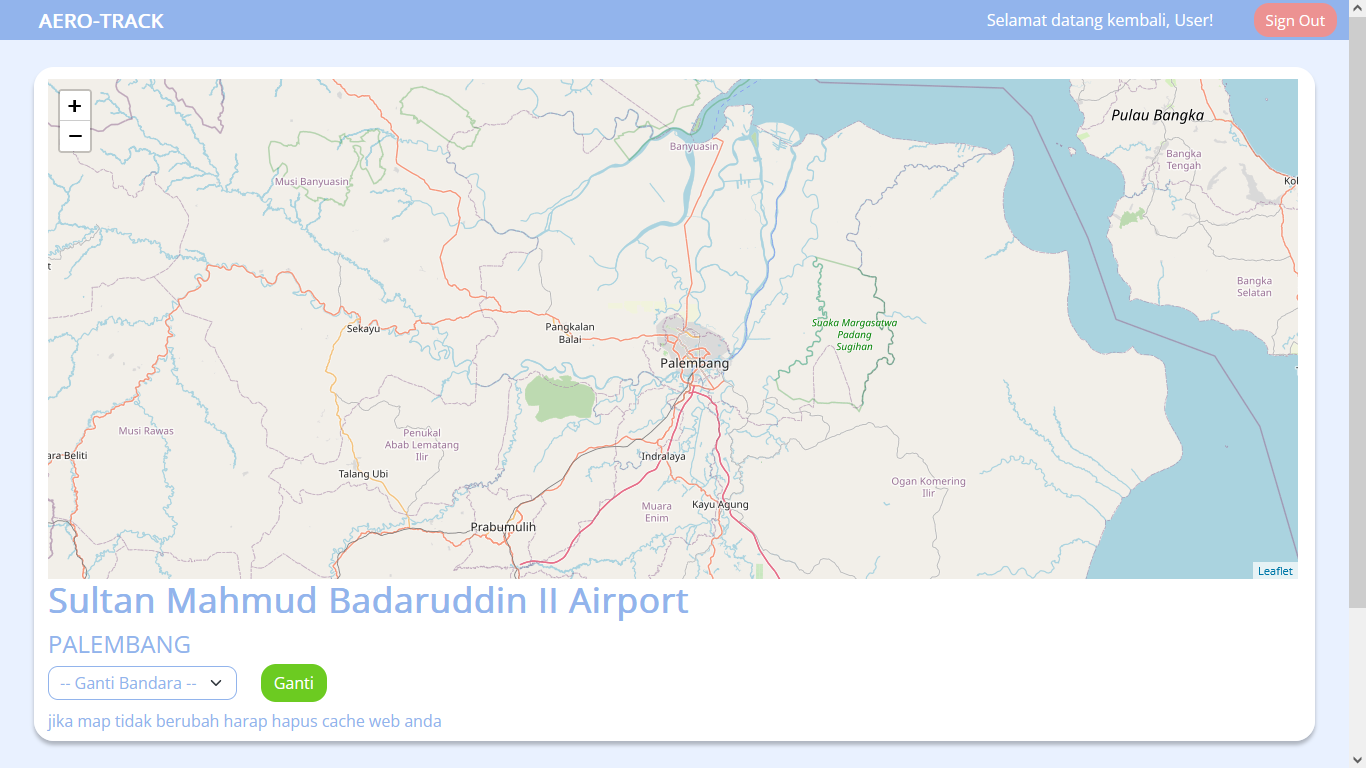 AERO-TRACK
Selamat datang kembali, User!
Sign Out
+
−
Pulau Bangka
Banyuasin
Bangka
Tengah
Musi Banyuasin
Bangka
Selatan
Sekayu
Pangkalan
Balai
Suaka Margasatwa
Padang
Sugihan
Palembang
Musi Rawas
Penukal
Abab Lematang
Ilir
ara Beliti
Indralaya
Talang Ubi
Ogan Komering
Ilir
Muara
Enim
Kayu Agung
Prabumulih
Leaflet
Sultan Mahmud Badaruddin II Airport
PALEMBANG
-- Ganti Bandara --
Ganti
jika map tidak berubah harap hapus cache web anda